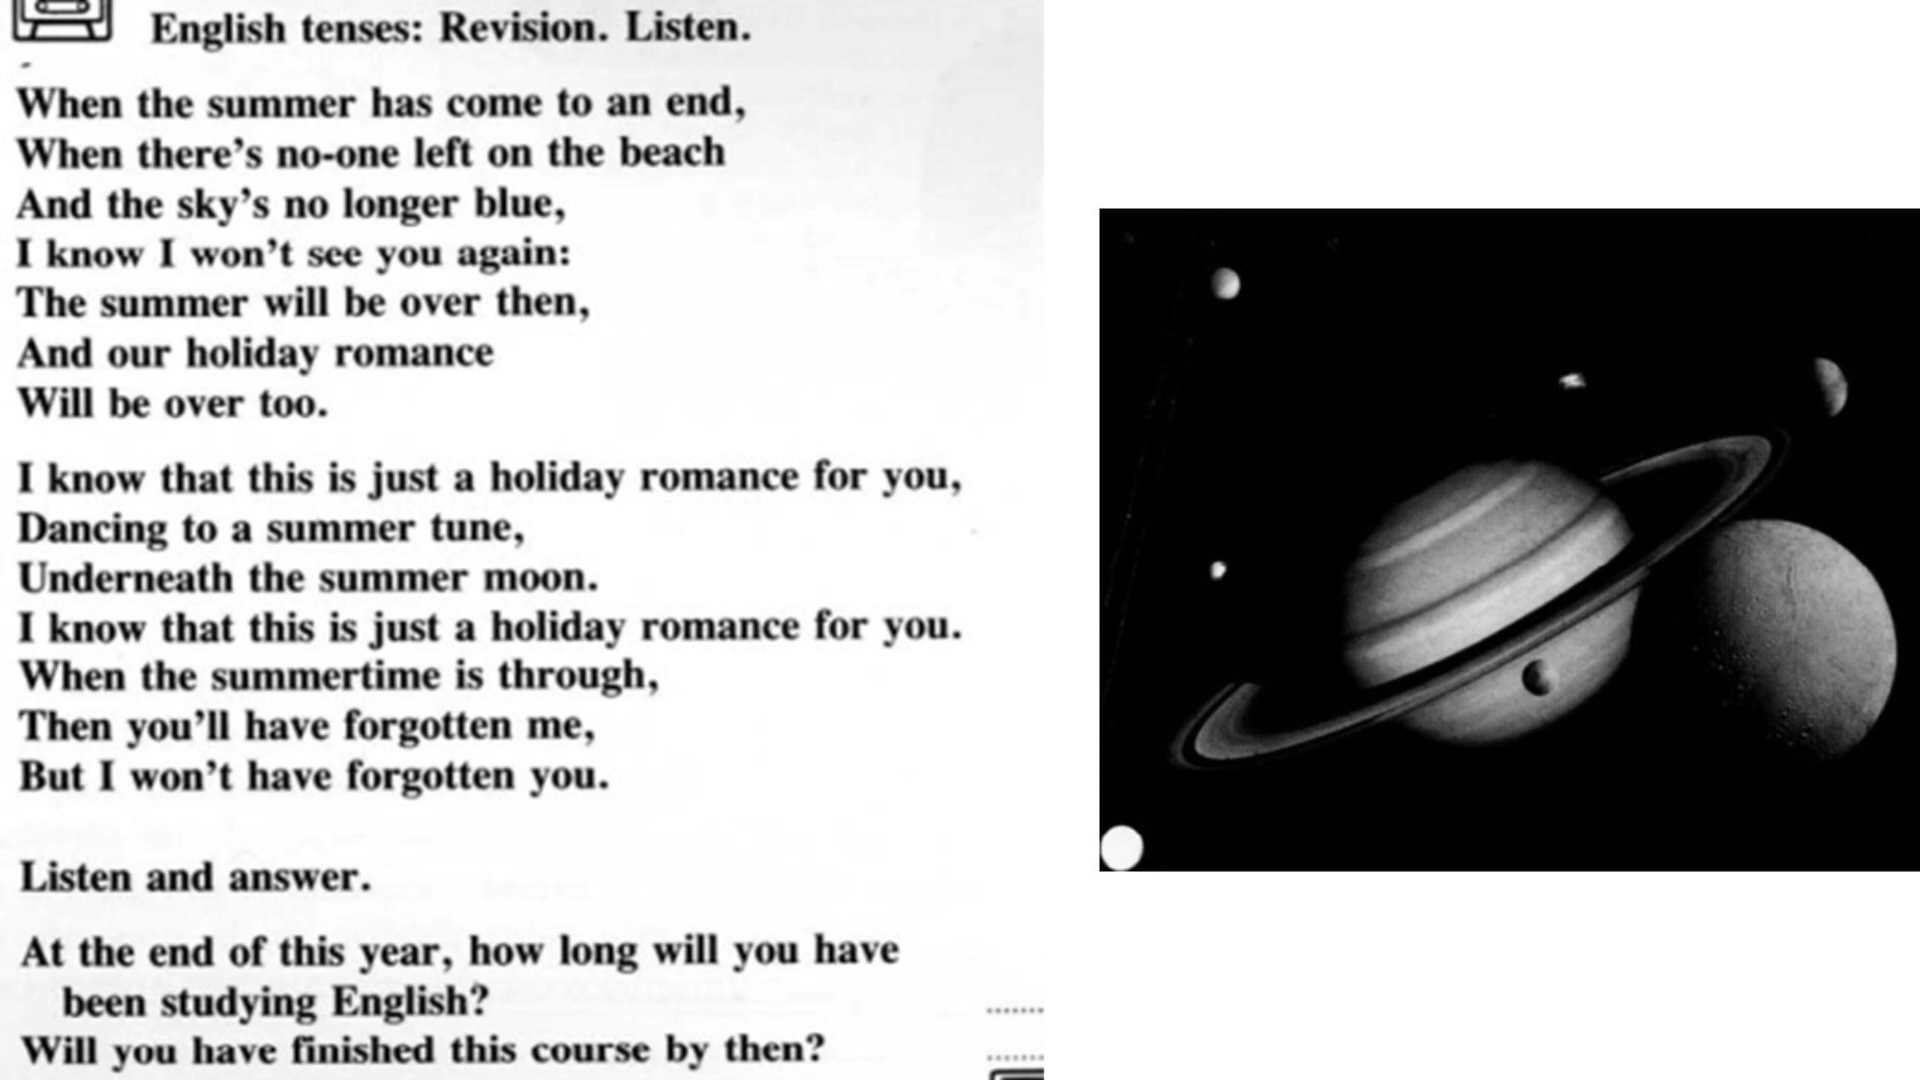 English tenses: Revision. Listen.
When the summer has come to an end,
When there's no-one left on the beach
And the sky's no longer blue,
I know I won't see you again:
The summer will be over then,
And our holiday romance
Will be over too.
I know that this is just a holiday romance for you,
Dancing to a summer tune,
Underneath the summer moon.
I know that this is just a holiday romance for you.
When the summertime is through,
Then you'll have forgotten me,
But I won't have forgotten you.
Listen and answer.
At the end of this year, how long will you have
been studying English?
Will you have finished this course by then?